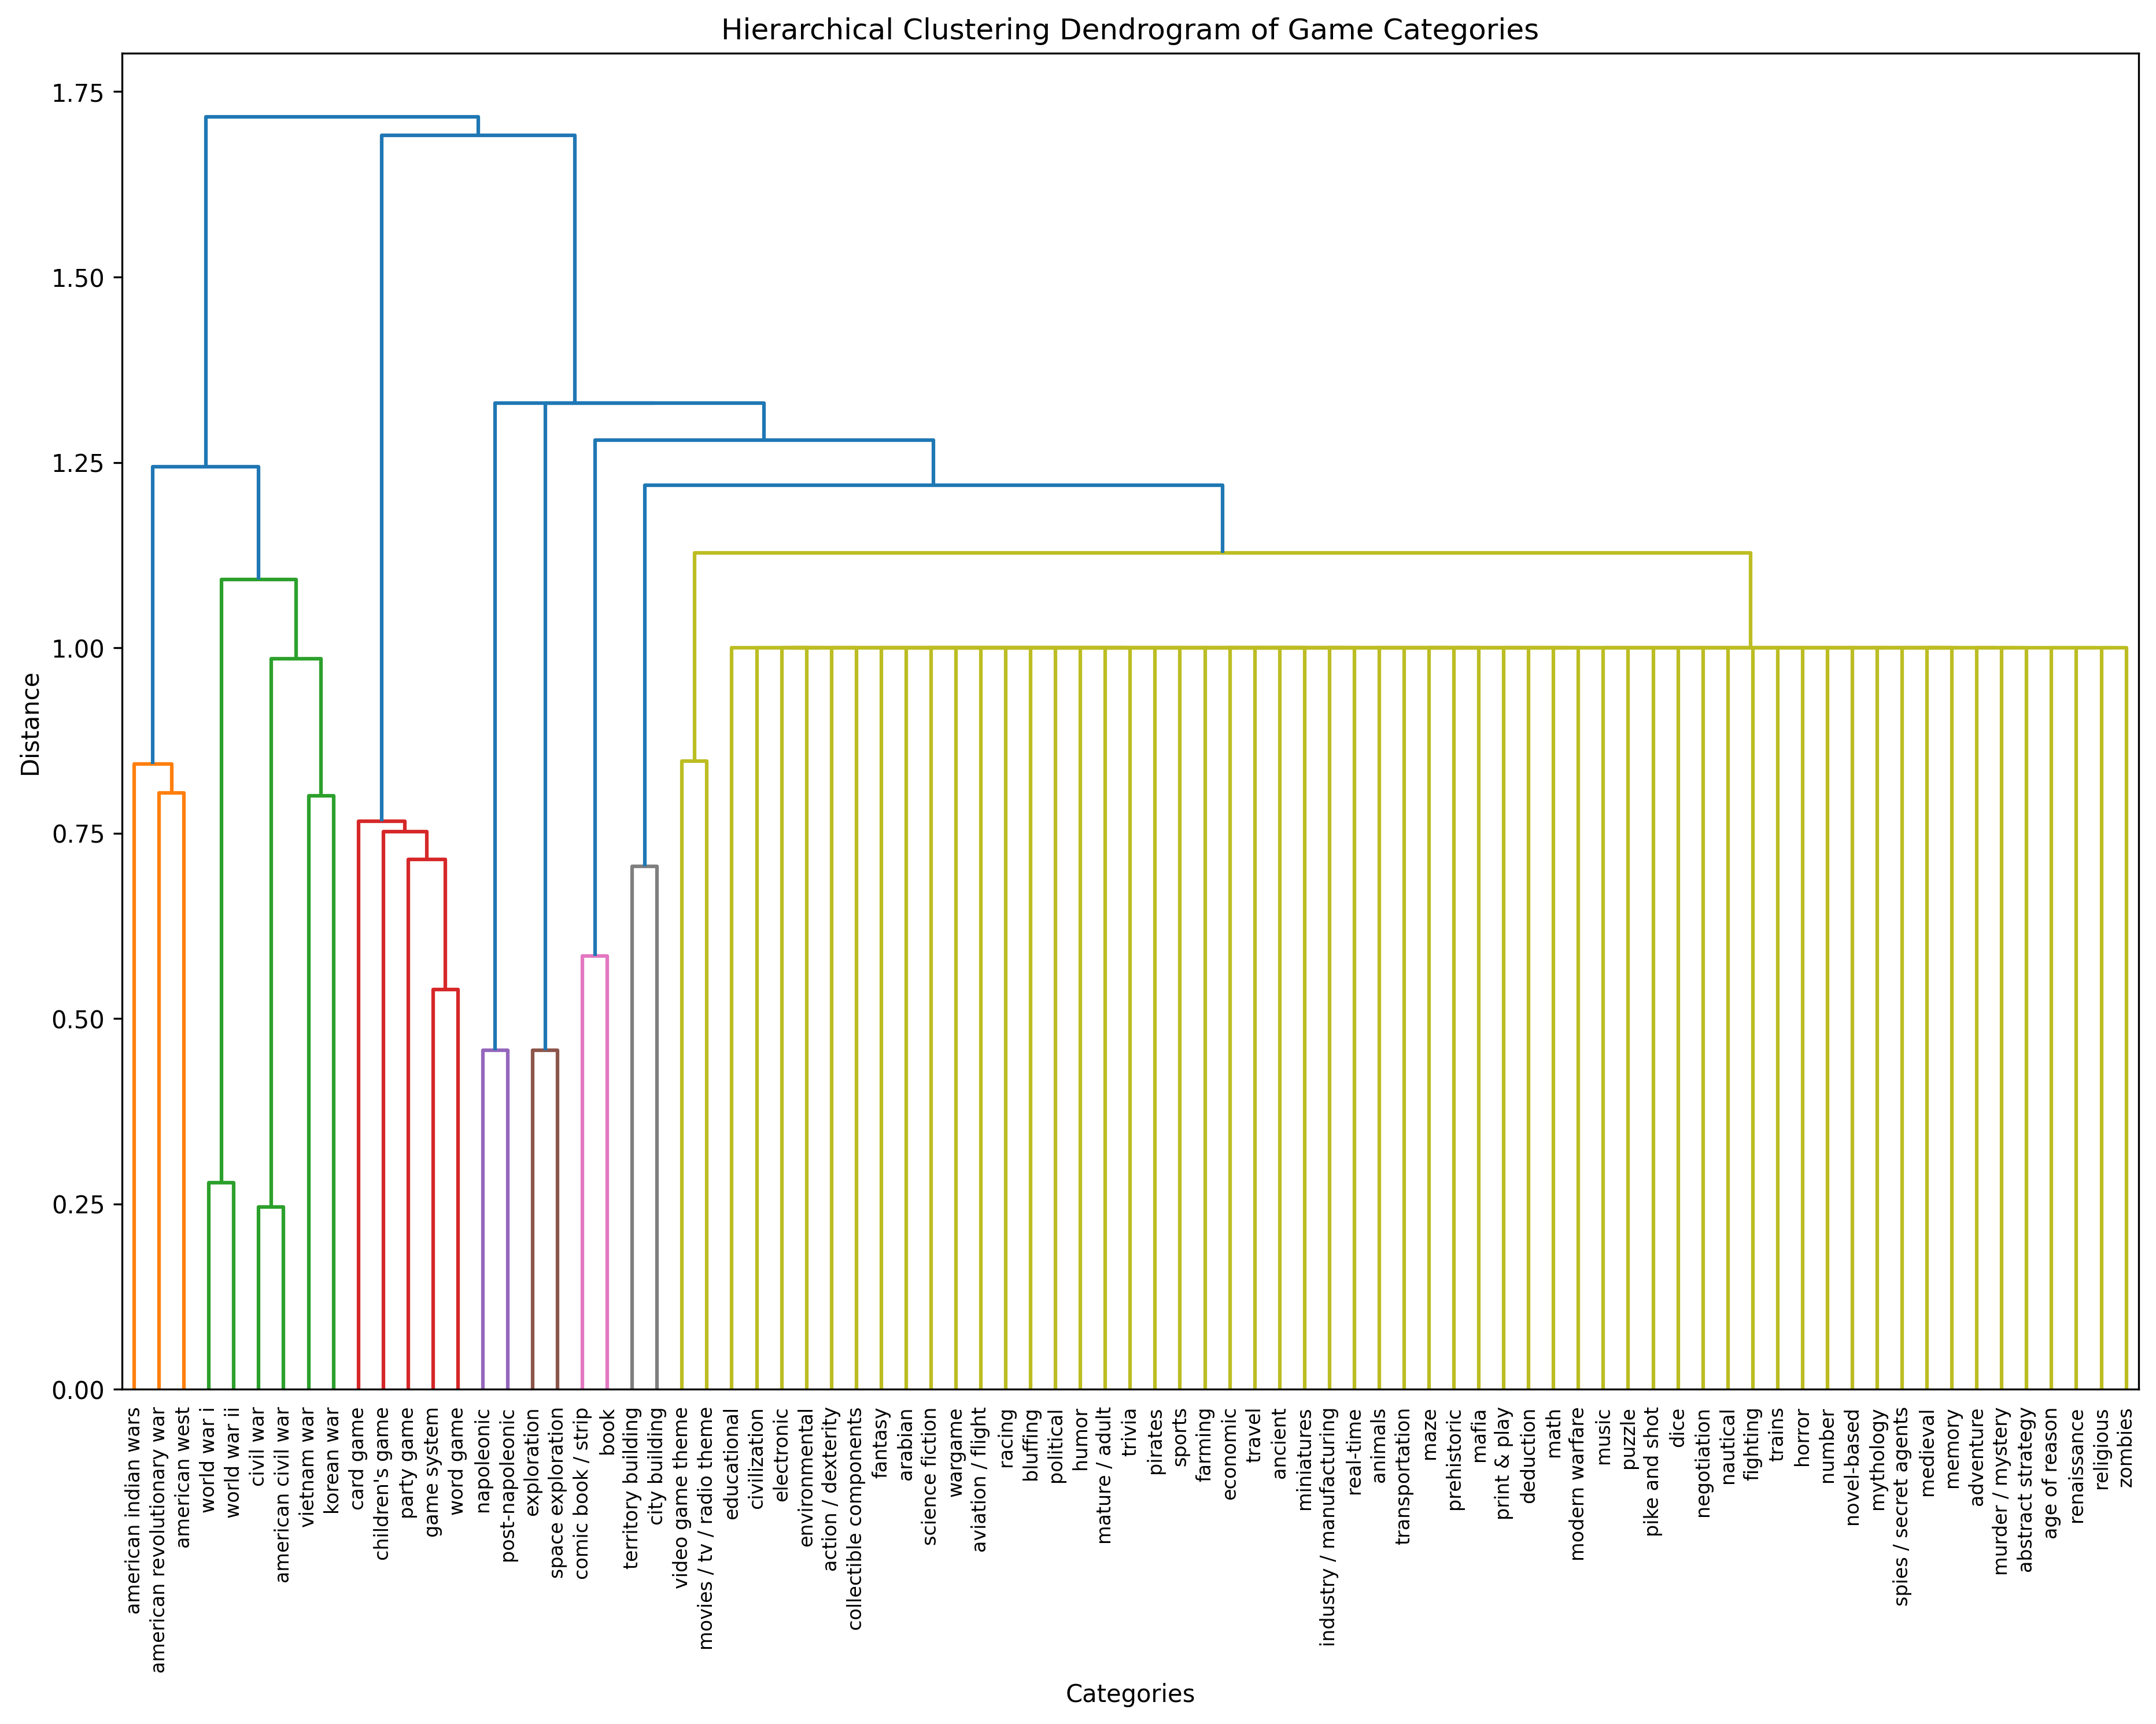 Hierarchical Clustering Dendrogram of Game Categories
1.75
1.50
1.25
1.00
0.75
0.50
0.25
0.00
Distance
american indian wars
american revolutionary war
american west
world war i
world war ii
civil war
american civil war
vietnam war
korean war
card game
children's game
party game
game system
word game
napoleonic
post-napoleonic
exploration
space exploration
comic book / strip
book
territory building
city building
video game theme
movies / tv / radio theme
educational
civilization
electronic
environmental
action / dexterity
collectible components
fantasy
arabian
science fiction
wargame
aviation / flight
racing
bluffing
political
humor
mature / adult
trivia
pirates
sports
farming
economic
travel
ancient
miniatures
industry / manufacturing
real-time
animals
transportation
maze
prehistoric
mafia
print & play
deduction
math
modern warfare
music
puzzle
pike and shot
dice
negotiation
nautical
fighting
trains
horror
number
novel-based
mythology
spies / secret agents
medieval
memory
adventure
murder / mystery
abstract strategy
age of reason
renaissance
religious
zombies
Categories